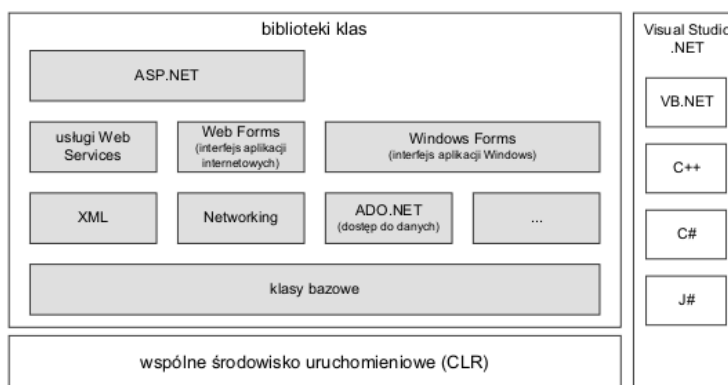 biblioteki klas
ASP.NET
usługi Web
Services
Web Forms
(interfejs aplikacji
internetowych)
Windows Forms
(interfejs aplikacji Windows)
XML
Networking
ADO.NET
(dostęp do danych)
...
klasy bazowe
wspólne środowisko uruchomieniowe (CLR)
Visual Studio
.NET
VB.NET
C++
C#
J#